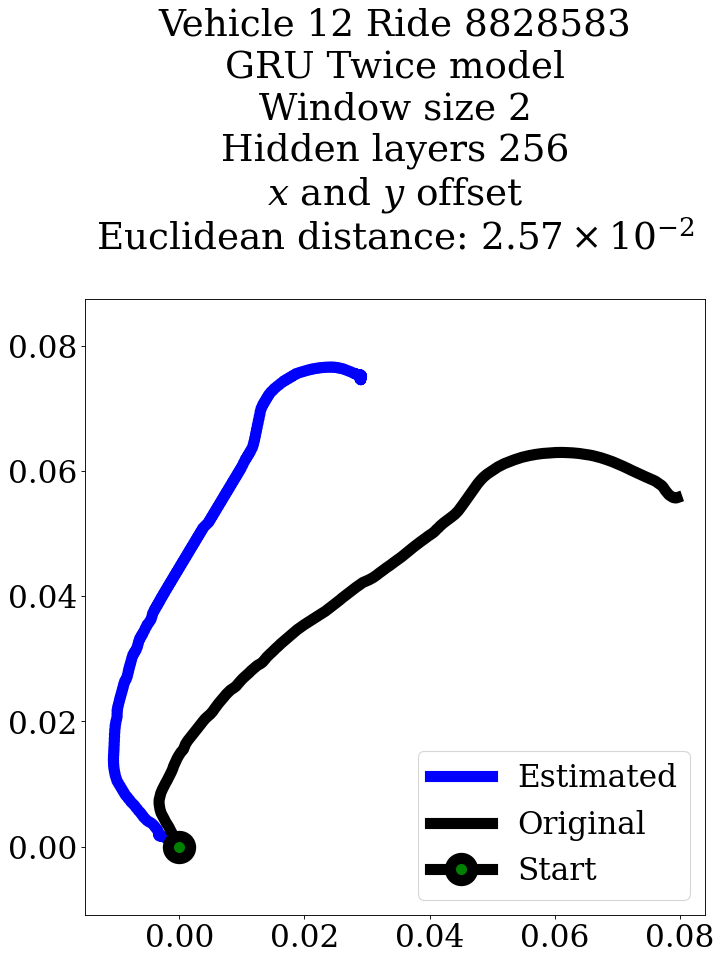 Vehicle 12 Ride 8828583
GRU Twice model
Window size 2
Hidden layers 256
x and y offset
Euclidean distance: 2.57 × 10⁻²
0.08
0.06
0.04
0.02
0.00
Estimated
Original
Start
0.00 0.02 0.04 0.06 0.08